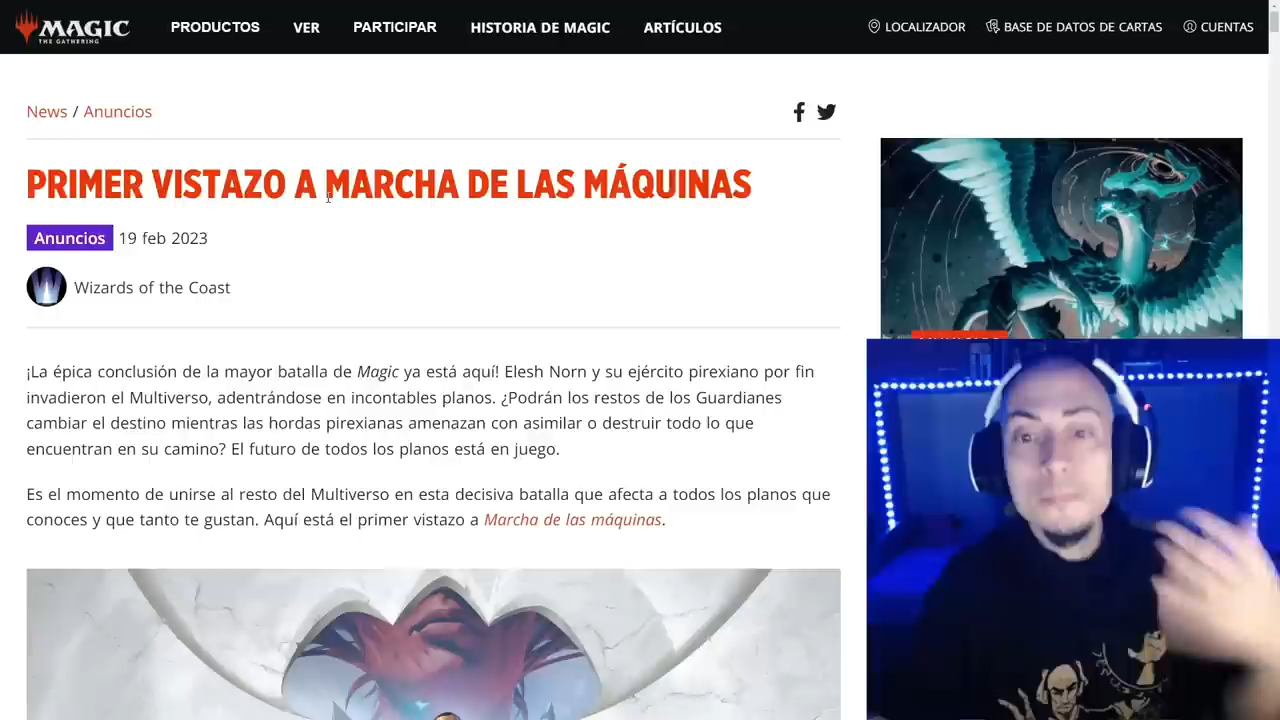 MAGIC
THE GATHERING
PRODUCTOS
VER
PARTICIPAR
HISTORIA DE MAGIC
ARTÍCULOS
LOCALIZADOR
BASE DE DATOS DE CARTAS
CUENTAS
News / Anuncios
PRIMER VISTAZO A MARCHA DE LAS MÁQUINAS
Anuncios 19 feb 2023
Wizards of the Coast
¡La épica conclusión de la mayor batalla de Magic ya está aquí! Elesh Norn y su ejército pirexiano por fin
invadieron el Multiverso, adentrándose en incontables planos. ¿Podrán los restos de los Guardianes
cambiar el destino mientras las hordas pirexianas amenazan con asimilar o destruir todo lo que
encuentran en su camino? El futuro de todos los planos está en juego.
Es el momento de unirse al resto del Multiverso en esta decisiva batalla que afecta a todos los planos que
conoces y que tanto te gustan. Aquí está el primer vistazo a Marcha de las máquinas.